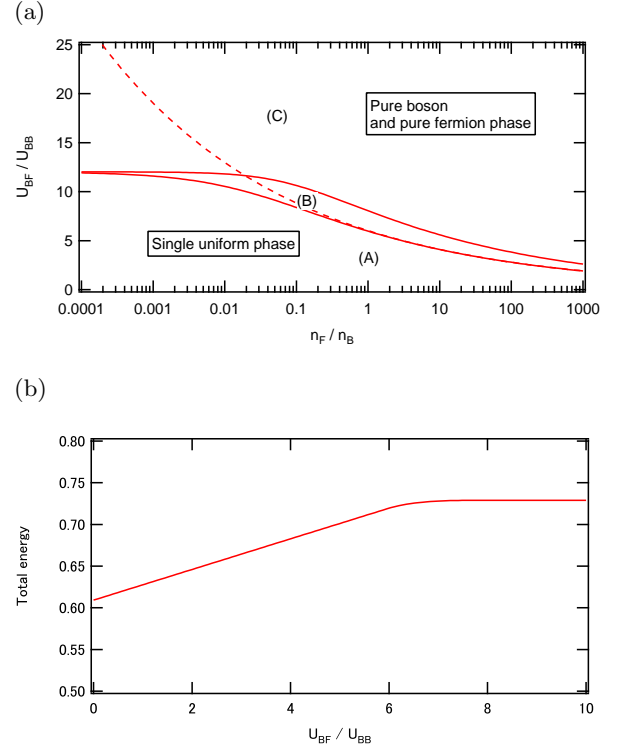 (a)
25
20
15
10
5
0
U_BF / U_BB
(C)
Pure boson
and pure fermion phase
(B)
Single uniform phase
(A)
0.0001 0.001 0.01 0.1 1 10 100 1000
n_F / n_B
(b)
0.80
0.75
0.70
0.65
0.60
0.55
0.50
Total energy
0 2 4 6 8 10
U_BF / U_BB